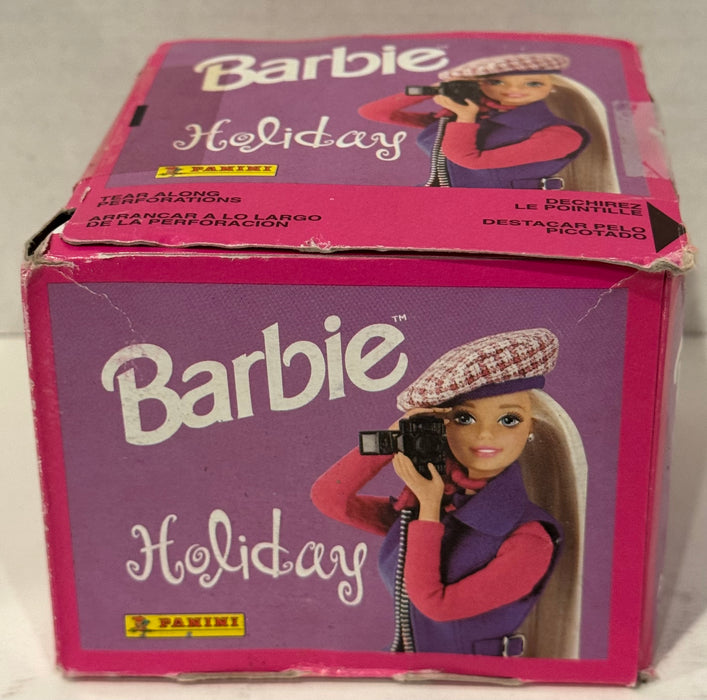 Barbie™
Holiday
PANINI
TEAR ALONG
PERFORATIONS
DECHIREZ
LE POINTILLE
ARRANCAR A LO LARGO
DE LA PERFORACION
DESTACAR PELO
PICOTADO
Barbie™
Holiday
PANINI